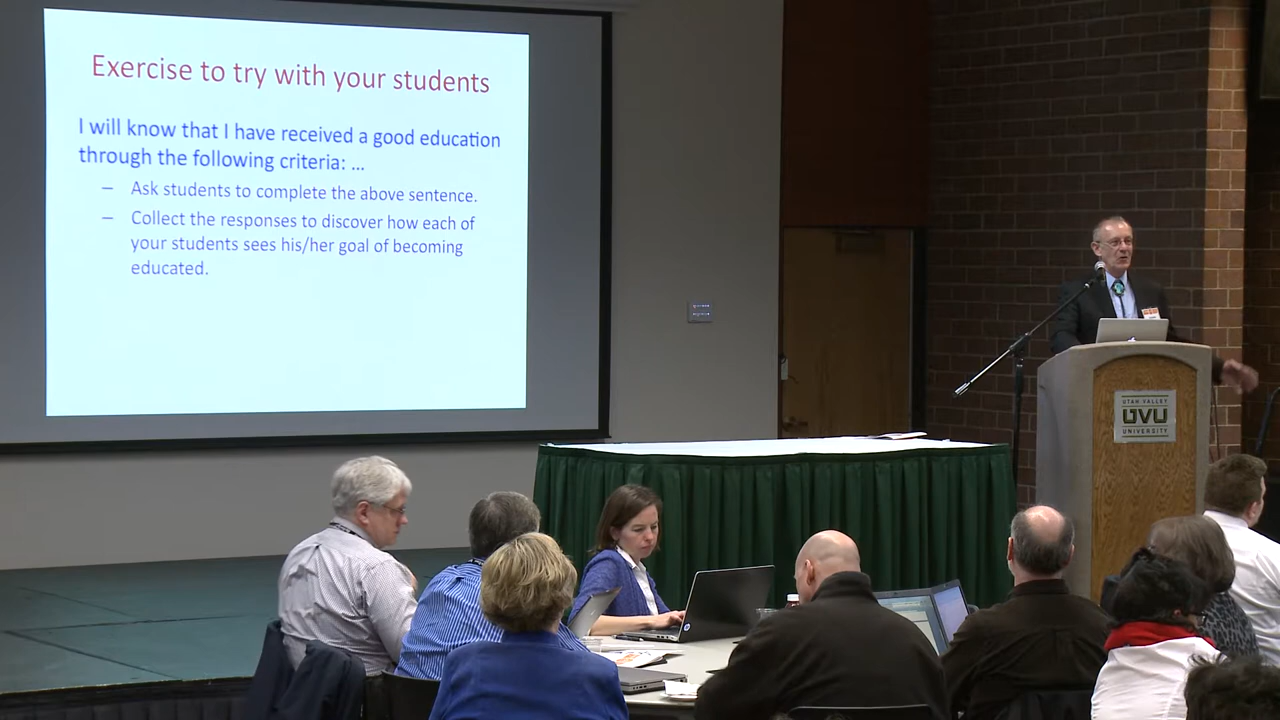 Exercise to try with your students
I will know that I have received a good education
through the following criteria: ...
– Ask students to complete the above sentence.
– Collect the responses to discover how each of
your students sees his/her goal of becoming
educated.
UTAH VALLEY
UVU
UNIVERSITY